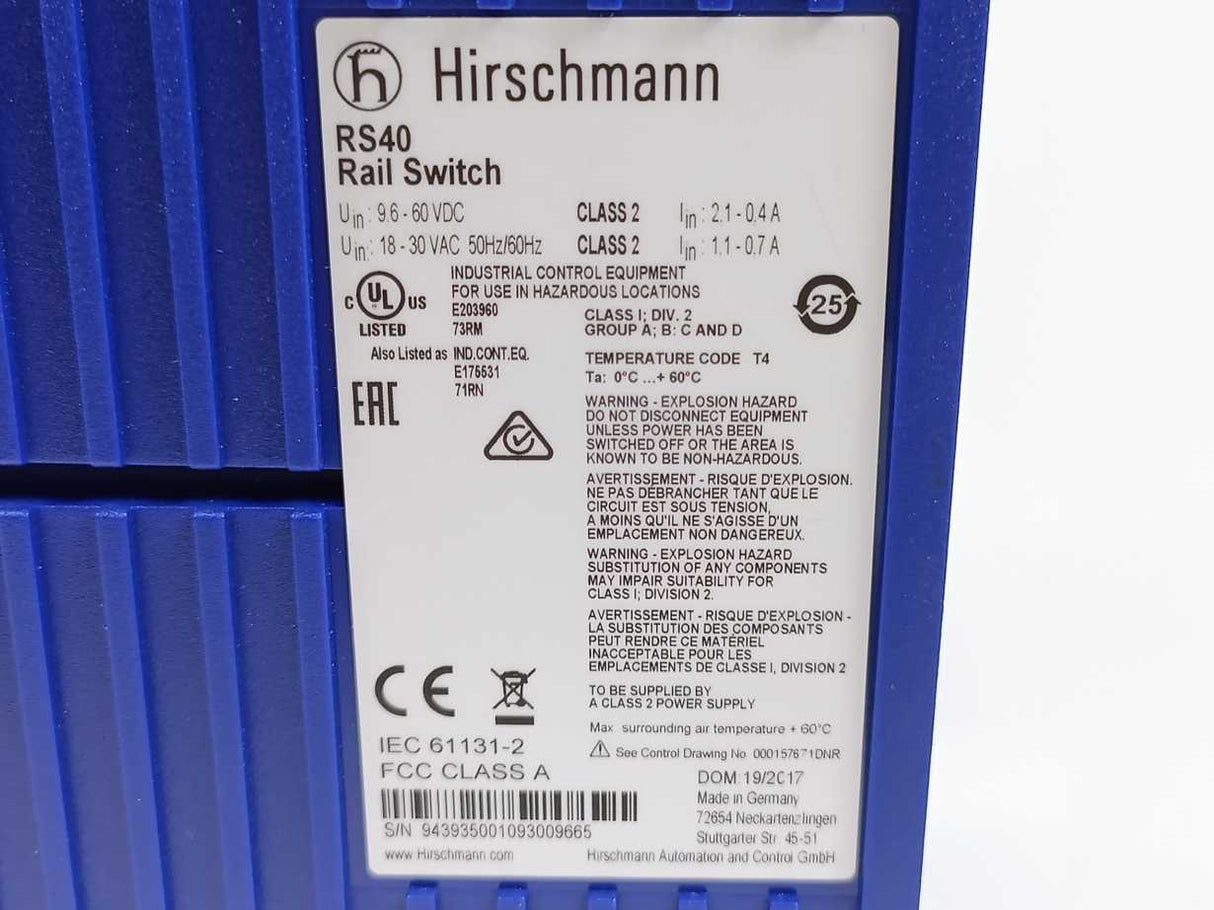 Hirschmann
RS40
Rail Switch
Uin: 9.6 - 60 VDC CLASS 2 Iin: 2.1 - 0.4 A
Uin: 18 - 30 VAC 50Hz/60Hz CLASS 2 Iin: 1.1 - 0.7 A
C UL US
LISTED
INDUSTRIAL CONTROL EQUIPMENT
FOR USE IN HAZARDOUS LOCATIONS
E203960
73RM
CLASS I; DIV. 2
GROUP A; B: C AND D
25
Also Listed as IND.CONT.EQ.
E175531
71RN
EAC
TEMPERATURE CODE T4
Ta: 0°C ...+ 60°C
WARNING - EXPLOSION HAZARD
DO NOT DISCONNECT EQUIPMENT
UNLESS POWER HAS BEEN
SWITCHED OFF OR THE AREA IS
KNOWN TO BE NON-HAZARDOUS.
AVERTISSEMENT - RISQUE D'EXPLOSION.
NE PAS DÉBRANCHER TANT QUE LE
CIRCUIT EST SOUS TENSION,
A MOINS QU'IL NE S'AGISSE D'UN
EMPLACEMENT NON DANGEREUX.
WARNING - EXPLOSION HAZARD
SUBSTITUTION OF ANY COMPONENTS
MAY IMPAIR SUITABILITY FOR
CLASS I; DIVISION 2.
AVERTISSEMENT - RISQUE D'EXPLOSION -
LA SUBSTITUTION DES COMPOSANTS
PEUT RENDRE CE MATÉRIEL
INACCEPTABLE POUR LES
EMPLACEMENTS DE CLASSE I, DIVISION 2
TO BE SUPPLIED BY
A CLASS 2 POWER SUPPLY
Max surrounding air temperature + 60°C
See Control Drawing No 000157671DNR
CE
IEC 61131-2
FCC CLASS A
S/N 943935001093009665
www.Hirschmann.com
DOM 19/2017
Made in Germany
72654 Neckartenzlingen
Stuttgarter Str. 45-51
Hirschmann Automation and Control GmbH